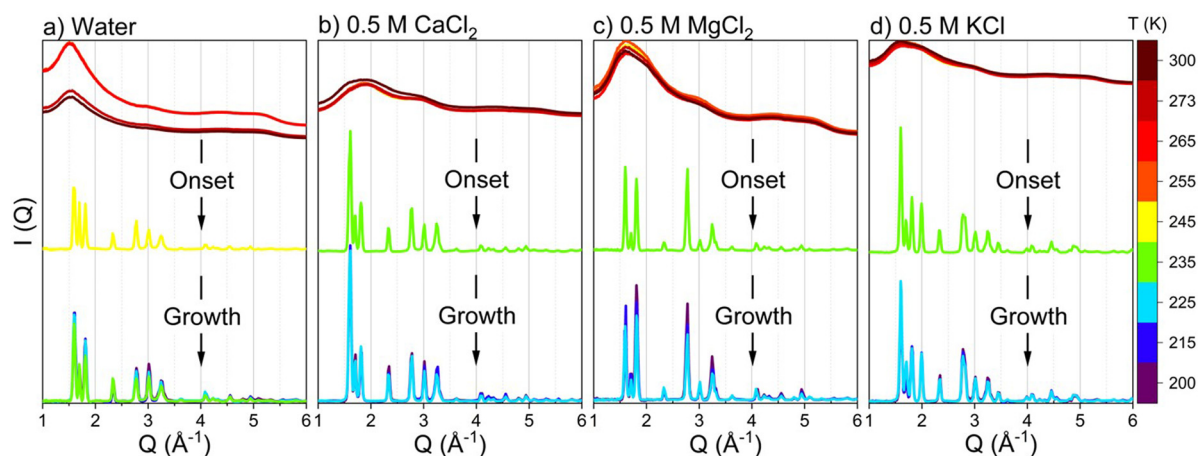 a) Water
b) 0.5 M CaCl2
c) 0.5 M MgCl2
d) 0.5 M KCl
T (K)
300
273
265
255
245
235
225
215
200
I (Q)
Onset
Onset
Onset
Onset
Growth
Growth
Growth
Growth
1 2 3 4 5 6
1 2 3 4 5 6
1 2 3 4 5 6
1 2 3 4 5 6
Q (Å-1)
Q (Å-1)
Q (Å-1)
Q (Å-1)